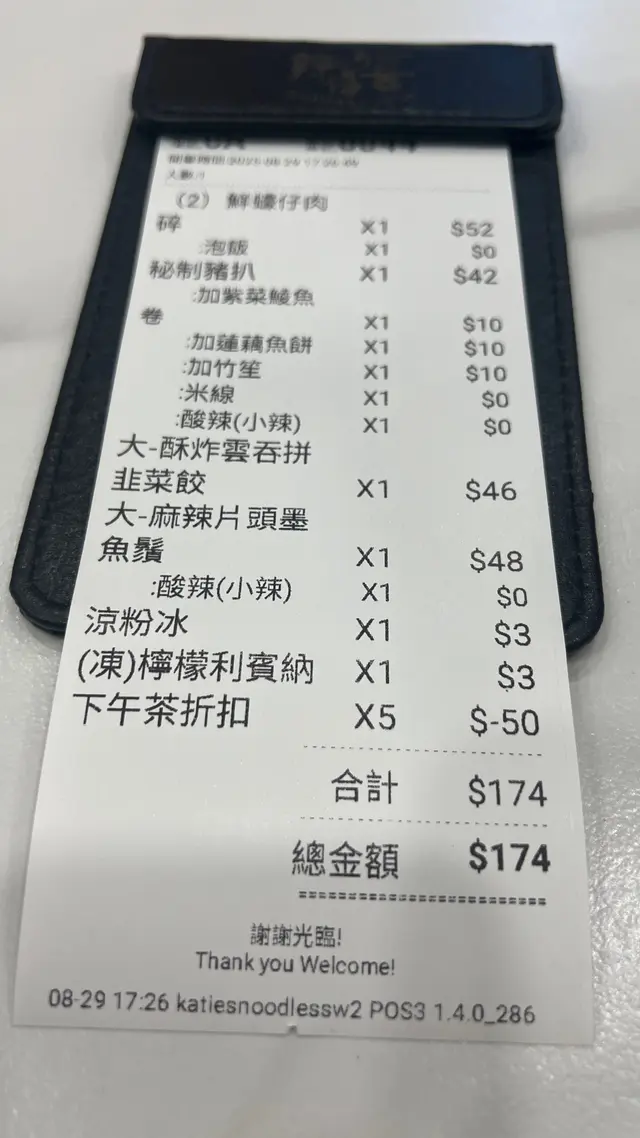 (2) 鮮蠔仔肉
碎 X1 $52
:泡飯 X1 $0
秘制豬扒 X1 $42
:加紫菜鯪魚
卷 X1 $10
:加蓮藕魚餅 X1 $10
:加竹笙 X1 $10
:米線 X1 $0
:酸辣(小辣) X1 $0
大-酥炸雲吞拼
韭菜餃 X1 $46
大-麻辣片頭墨
魚鬚 X1 $48
:酸辣(小辣) X1 $0
涼粉冰 X1 $3
(凍)檸檬利賓納 X1 $3
下午茶折扣 X5 $-50
合計 $174
總金額 $174
謝謝光臨!
Thank you Welcome!
08-29 17:26 katiesnoodlessw2 POS3 1.4.0_286